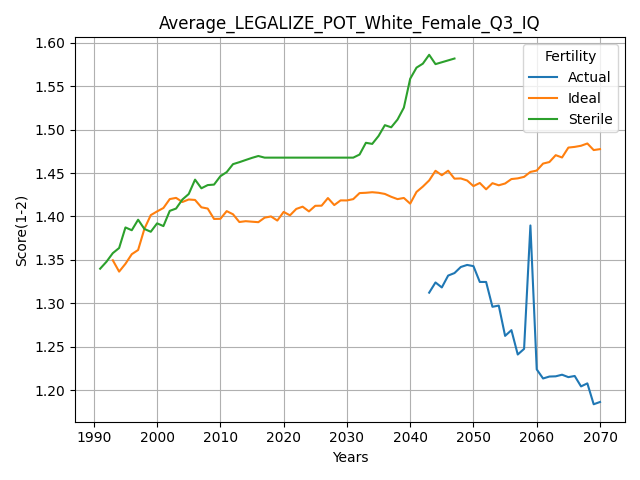 Average_LEGALIZE_POT_White_Female_Q3_IQ
Fertility
Actual
Ideal
Sterile
Score(1-2)
1.60
1.55
1.50
1.45
1.40
1.35
1.30
1.25
1.20
1990 2000 2010 2020 2030 2040 2050 2060 2070
Years